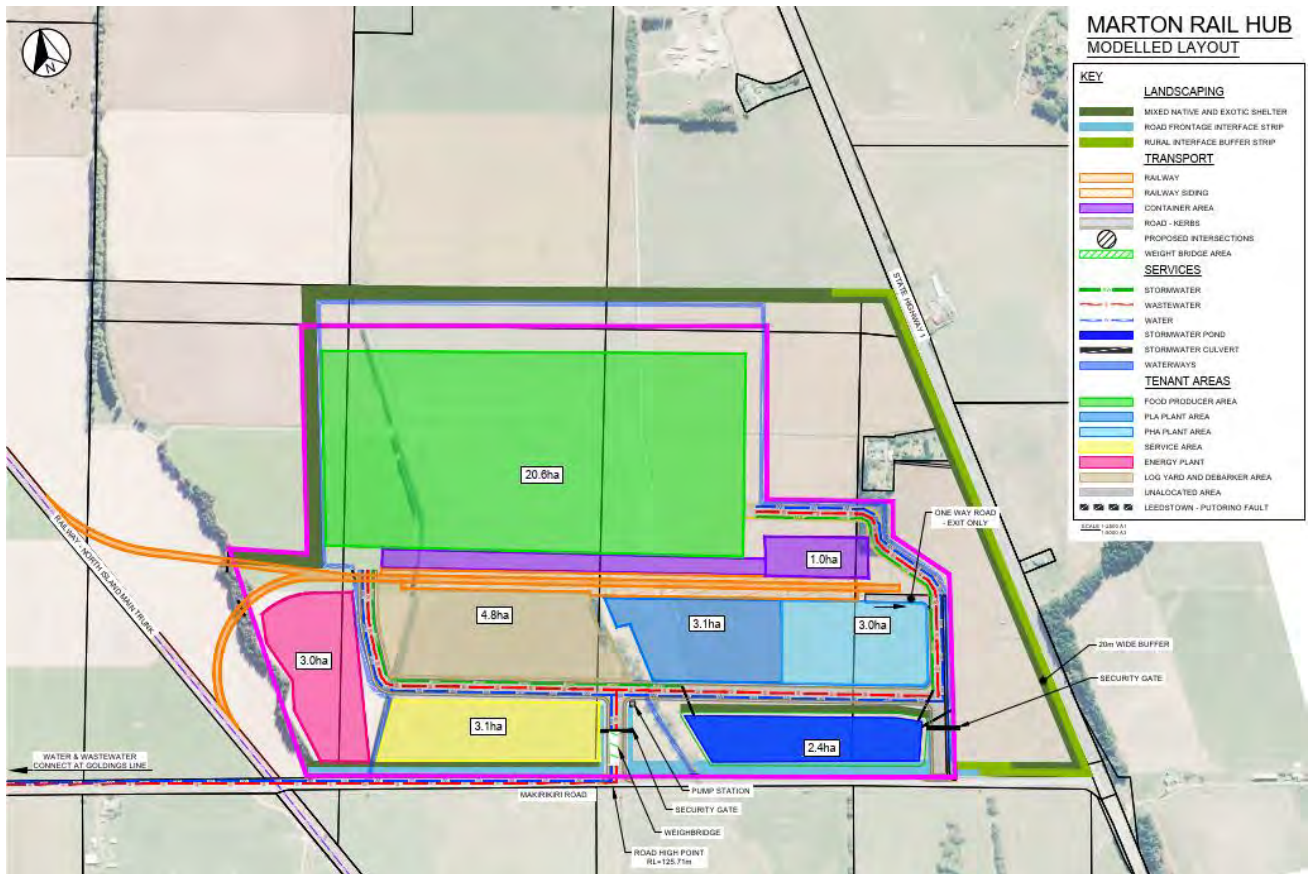 MARTON RAIL HUB
MODELLED LAYOUT
KEY
LANDSCAPING
MIXED NATIVE AND EXOTIC SHELTER
ROAD FRONTAGE INTERFACE STRIP
RURAL INTERFACE BUFFER STRIP
TRANSPORT
RAILWAY
RAILWAY SIDING
CONTAINER AREA
ROAD - KERBS
PROPOSED INTERSECTIONS
WEIGHT BRIDGE AREA
SERVICES
STORMWATER
WASTEWATER
WATER
STORMWATER POND
STORMWATER CULVERT
WATERWAYS
TENANT AREAS
FOOD PRODUCER AREA
PLA PLANT AREA
PHA PLANT AREA
SERVICE AREA
ENERGY PLANT
LOG YARD AND DEBARKER AREA
UNALOCATED AREA
LEEDSTOWN - PUTORINO FAULT
N
STATE HIGHWAY 1
20.6ha
ONE WAY ROAD
- EXIT ONLY
1.0ha
4.8ha
3.1ha
3.0ha
3.0ha
RAILWAY - NORTH ISLAND MAIN TRUNK
20m WIDE BUFFER
SECURITY GATE
3.1ha
2.4ha
WATER & WASTEWATER
CONNECT AT GOLDINGS LINE
MAKIRIKIRI ROAD
PUMP STATION
SECURITY GATE
WEIGHBRIDGE
ROAD HIGH POINT
RL=125.71m